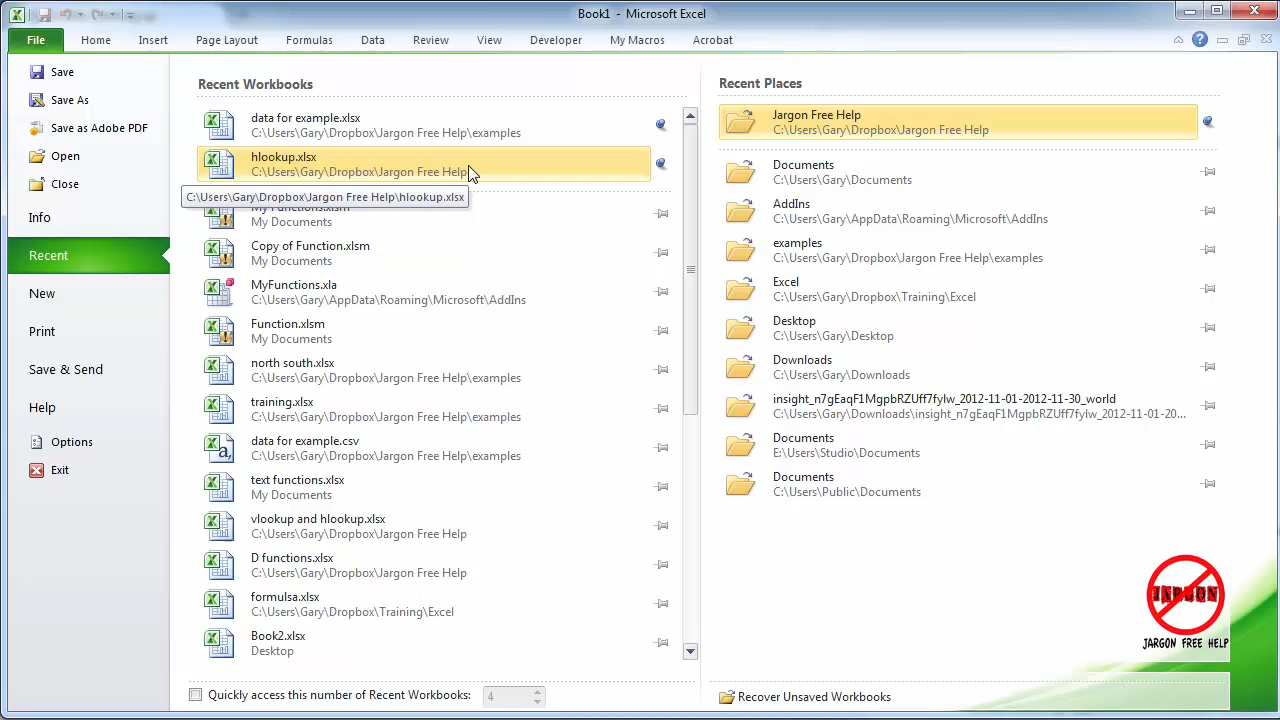 Book1 - Microsoft Excel
File Home Insert Page Layout Formulas Data Review View Developer My Macros Acrobat
Save
Save As
Save as Adobe PDF
Open
Close
Info
Recent
New
Print
Save & Send
Help
Options
Exit
Recent Workbooks
data for example.xlsx
C:\Users\Gary\Dropbox\Jargon Free Help\examples
hlookup.xlsx
C:\Users\Gary\Dropbox\Jargon Free Help
C:\Users\Gary\Dropbox\Jargon Free Help\hlookup.xlsx
My Functions.xlsm
My Documents
Copy of Function.xlsm
My Documents
MyFunctions.xla
C:\Users\Gary\AppData\Roaming\Microsoft\AddIns
Function.xlsm
My Documents
north south.xlsx
C:\Users\Gary\Dropbox\Jargon Free Help\examples
training.xlsx
C:\Users\Gary\Dropbox\Jargon Free Help\examples
data for example.csv
C:\Users\Gary\Dropbox\Jargon Free Help\examples
text functions.xlsx
My Documents
vlookup and hlookup.xlsx
C:\Users\Gary\Dropbox\Jargon Free Help
D functions.xlsx
C:\Users\Gary\Dropbox\Jargon Free Help
formulsa.xlsx
C:\Users\Gary\Dropbox\Training\Excel
Book2.xlsx
Desktop
Quickly access this number of Recent Workbooks: 4
Recent Places
Jargon Free Help
C:\Users\Gary\Dropbox\Jargon Free Help
Documents
C:\Users\Gary\Documents
AddIns
C:\Users\Gary\AppData\Roaming\Microsoft\AddIns
examples
C:\Users\Gary\Dropbox\Jargon Free Help\examples
Excel
C:\Users\Gary\Dropbox\Training\Excel
Desktop
C:\Users\Gary\Desktop
Downloads
C:\Users\Gary\Downloads
insight_n7gEaqF1MgpbRZUff7fylw_2012-11-01-2012-11-30_world
C:\Users\Gary\Downloads\insight_n7gEaqF1MgpbRZUff7fylw_2012-11-01-20...
Documents
E:\Users\Studio\Documents
Documents
C:\Users\Public\Documents
JARGON
JARGON FREE HELP
Recover Unsaved Workbooks